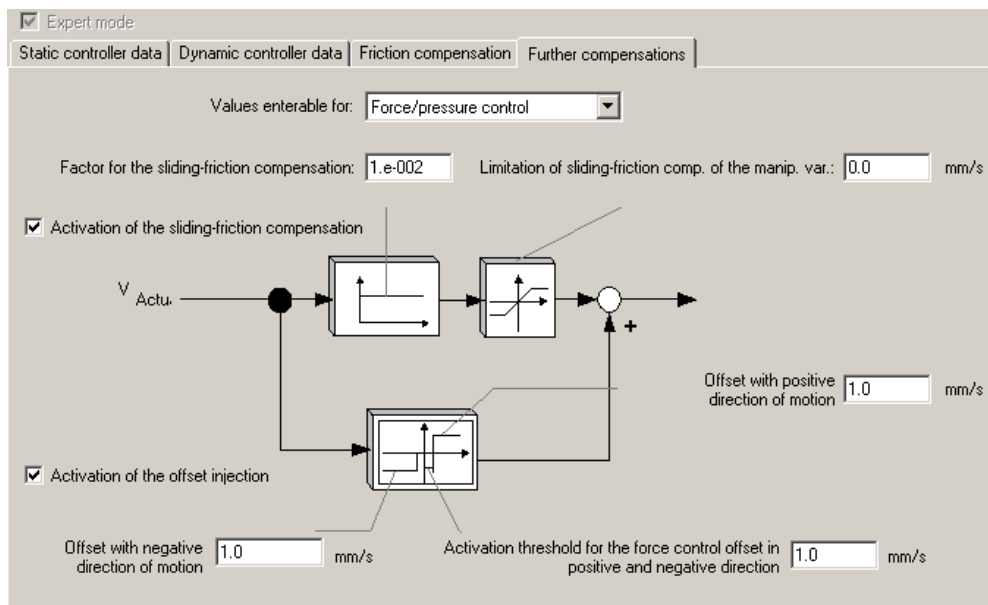 Expert mode
Static controller data Dynamic controller data Friction compensation Further compensations
Values enterable for: Force/pressure control
Factor for the sliding-friction compensation: 1.e-002 Limitation of sliding-friction comp. of the manip. var.: 0.0 mm/s
Activation of the sliding-friction compensation
V Actu.
+
Offset with positive
direction of motion 1.0 mm/s
Activation of the offset injection
Offset with negative
direction of motion 1.0 mm/s
Activation threshold for the force control offset in
positive and negative direction 1.0 mm/s